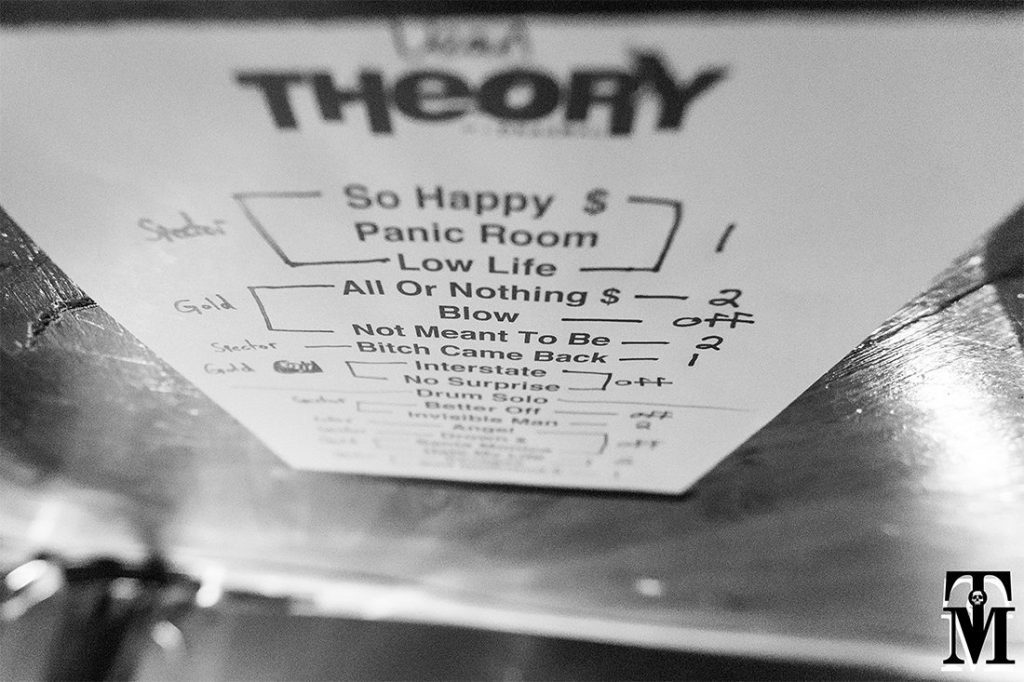 THEORY
So Happy $
Spector Panic Room 1
Low Life
All Or Nothing $ 2
Gold Blow OFF
Not Meant To Be 2
Spector Bitch Came Back 1
Gold Interstate
No Surprise OFF
Drum Solo
Better Off OFF
Invisible Man 2
Angel
OFF
TM